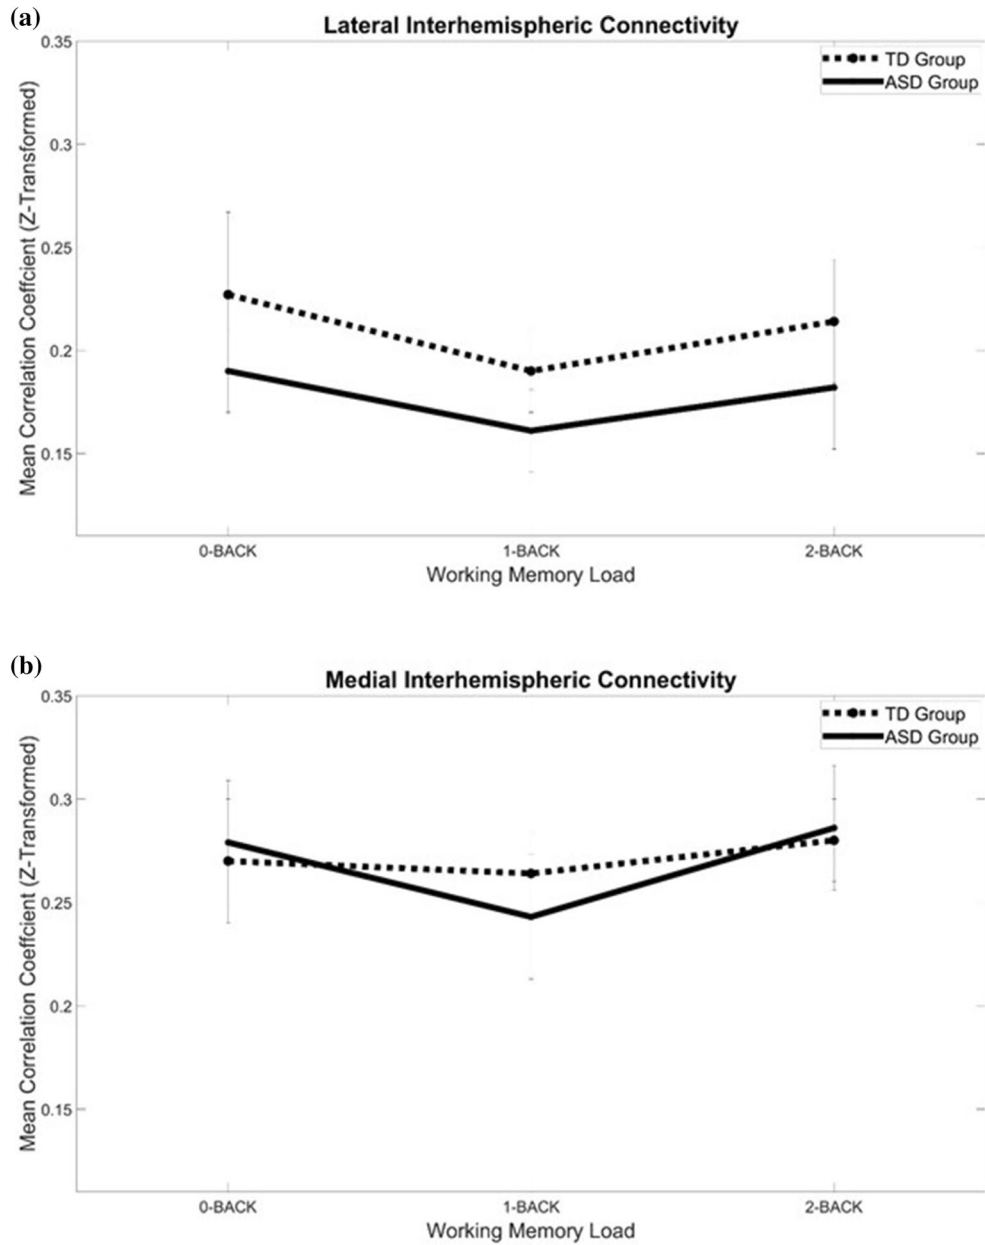 (a)
Lateral Interhemispheric Connectivity
TD Group
ASD Group
Mean Correlation Coeffcient (Z-Transformed)
0.35
0.3
0.25
0.2
0.15
0-BACK 1-BACK 2-BACK
Working Memory Load
(b)
Medial Interhemispheric Connectivity
TD Group
ASD Group
Mean Correlation Coeffcient (Z-Transformed)
0.35
0.3
0.25
0.2
0.15
0-BACK 1-BACK 2-BACK
Working Memory Load